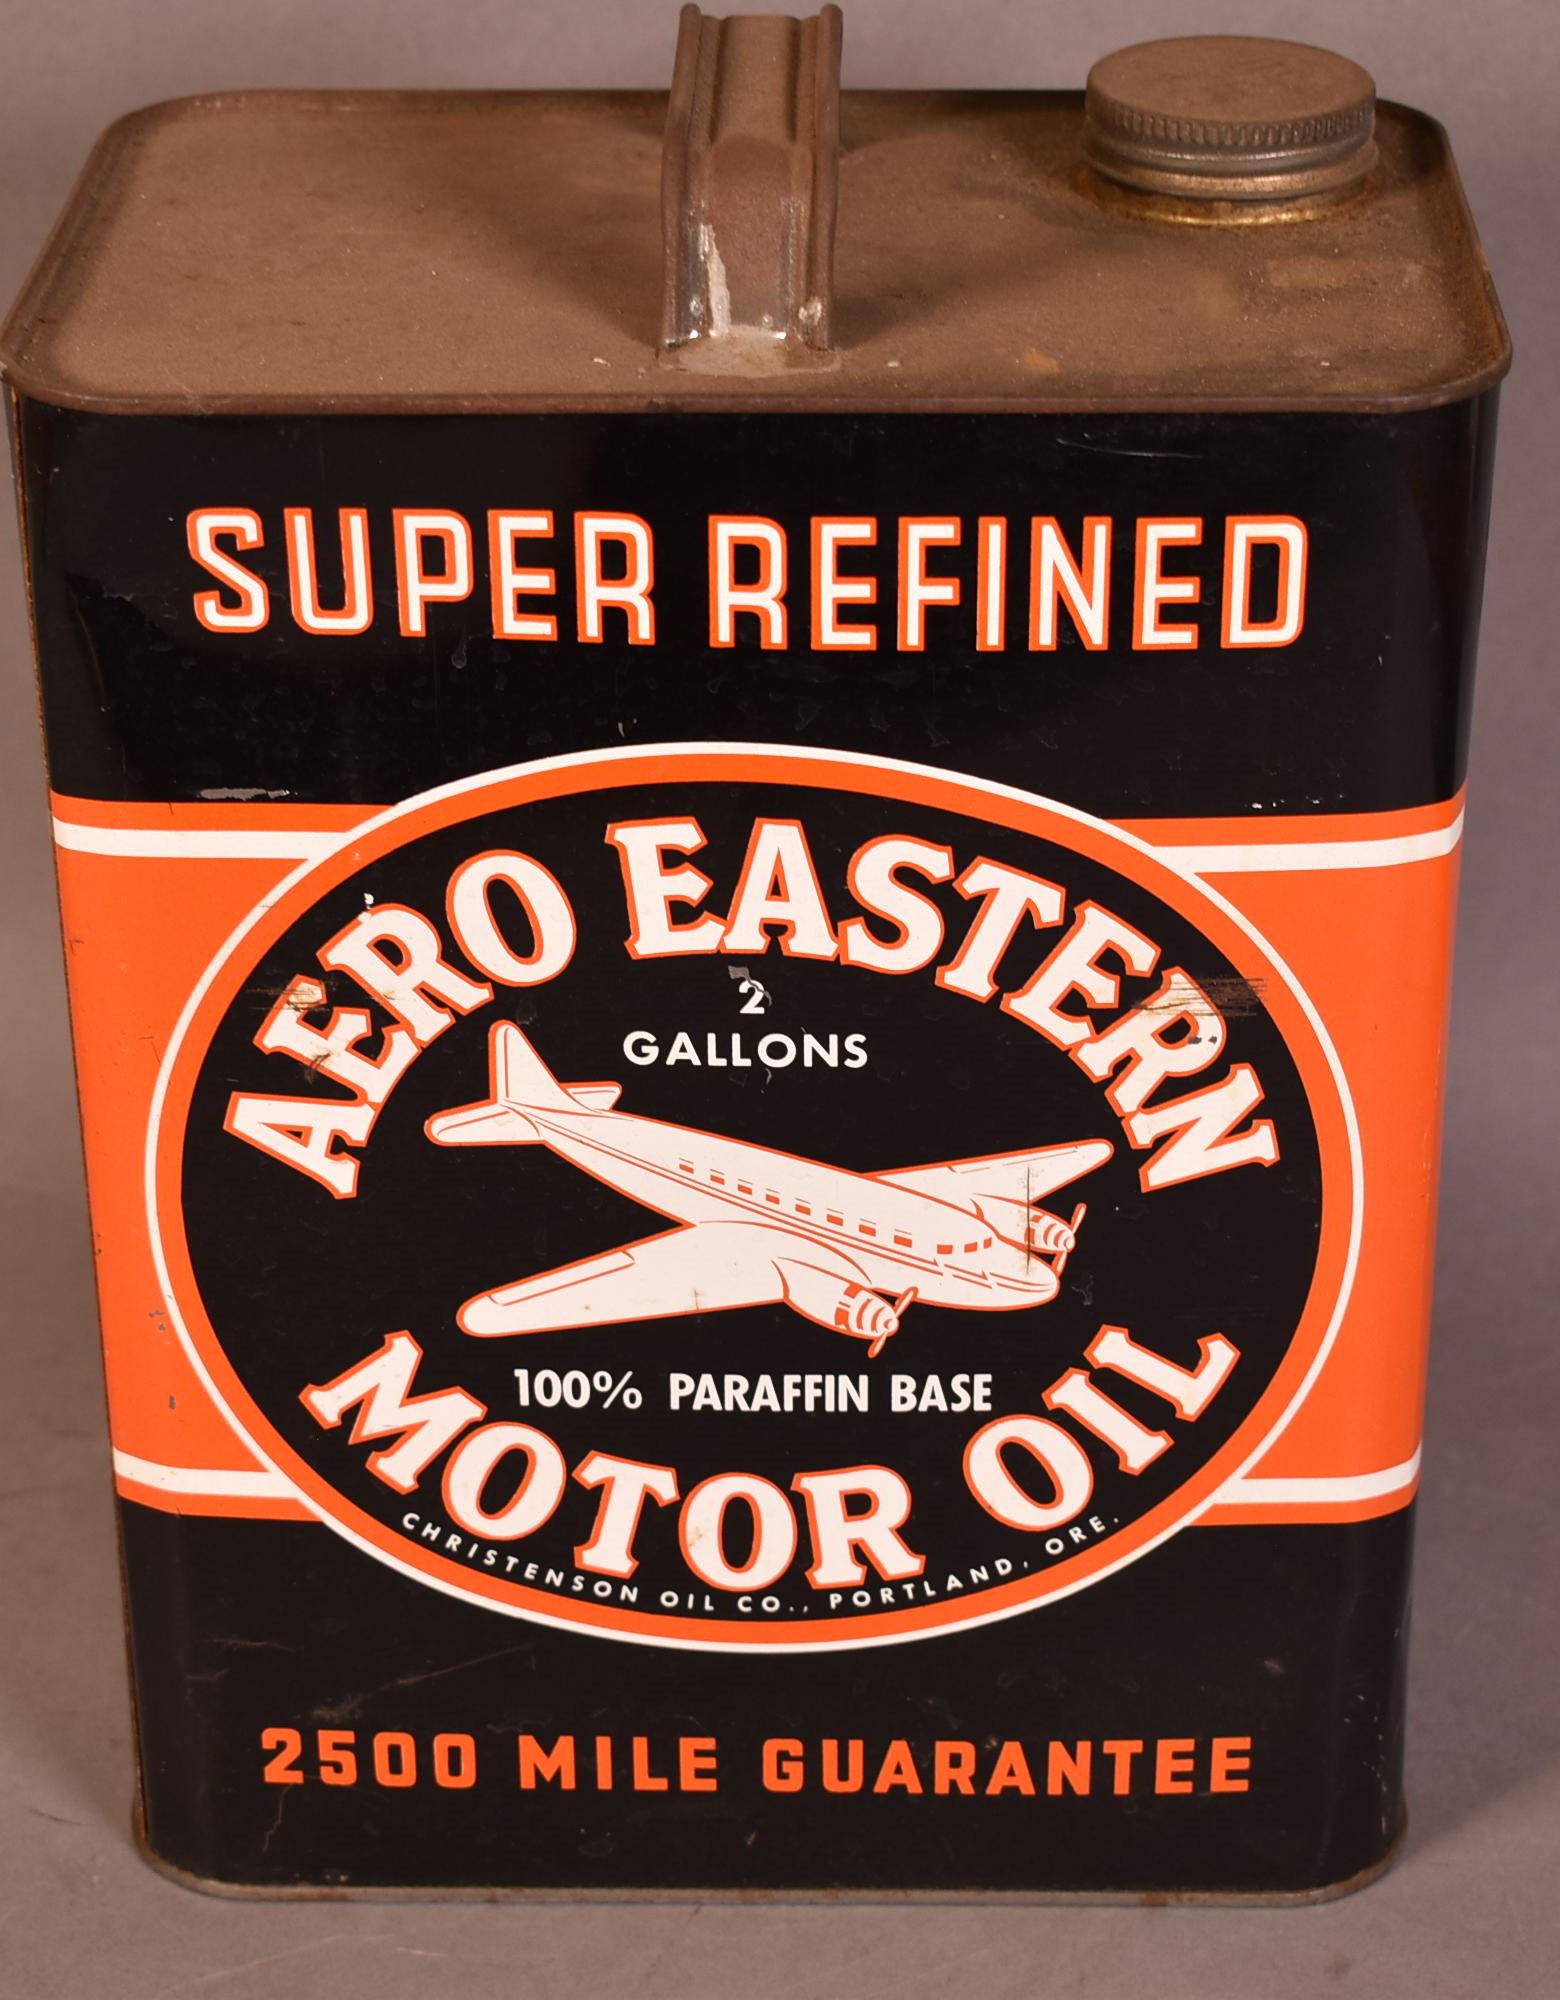 SUPER REFINED
AERO EASTERN
2
GALLONS
100% PARAFFIN BASE
MOTOR OIL
CHRISTENSON OIL CO., PORTLAND, ORE.
2500 MILE GUARANTEE